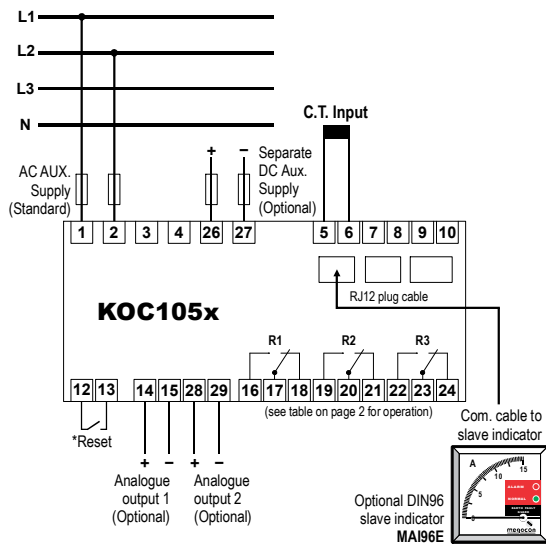 L1
L2
L3
N
C.T. Input
AC AUX.
Supply
(Standard)
+ −
Separate
DC Aux.
Supply
(Optional)
1 2 3 4 26 27 5 6 7 8 9 10
RJ12 plug cable
KOC105x
R1 R2 R3
12 13 14 15 28 29 16 17 18 19 20 21 22 23 24
(see table on page 2 for operation)
*Reset
+ − + −
Analogue
output 1
(Optional)
Analogue
output 2
(Optional)
Com. cable to
slave indicator
Optional DIN96
slave indicator
MAI96E
A
0 5 10 15
ALARM
NORMAL
EARTH FAULT
megacon